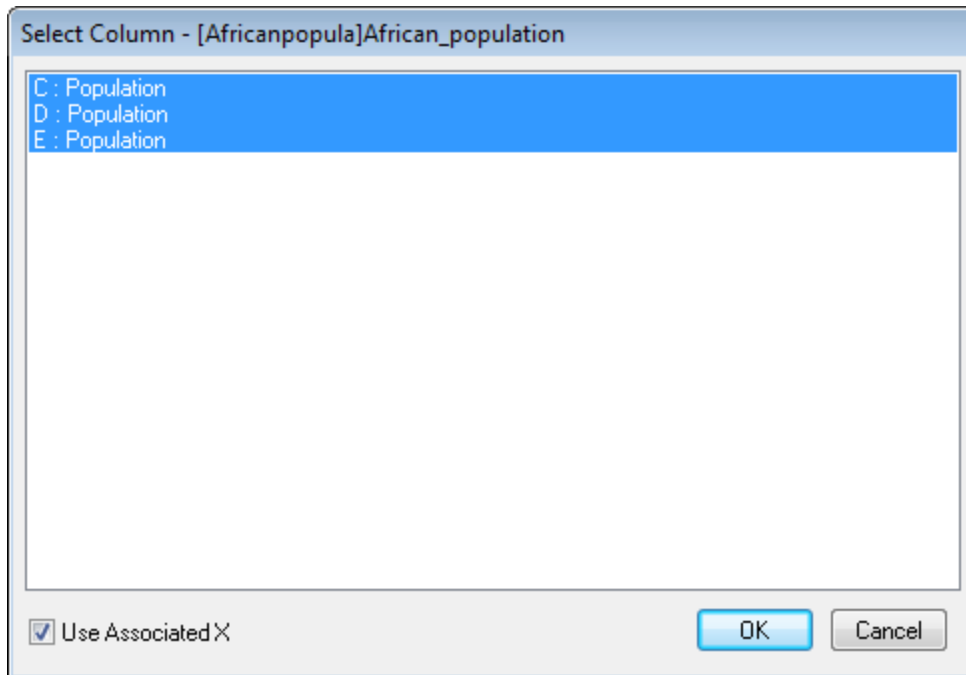 Select Column - [Africanpopula]African_population
C : Population
D : Population
E : Population
Use Associated X
OK
Cancel